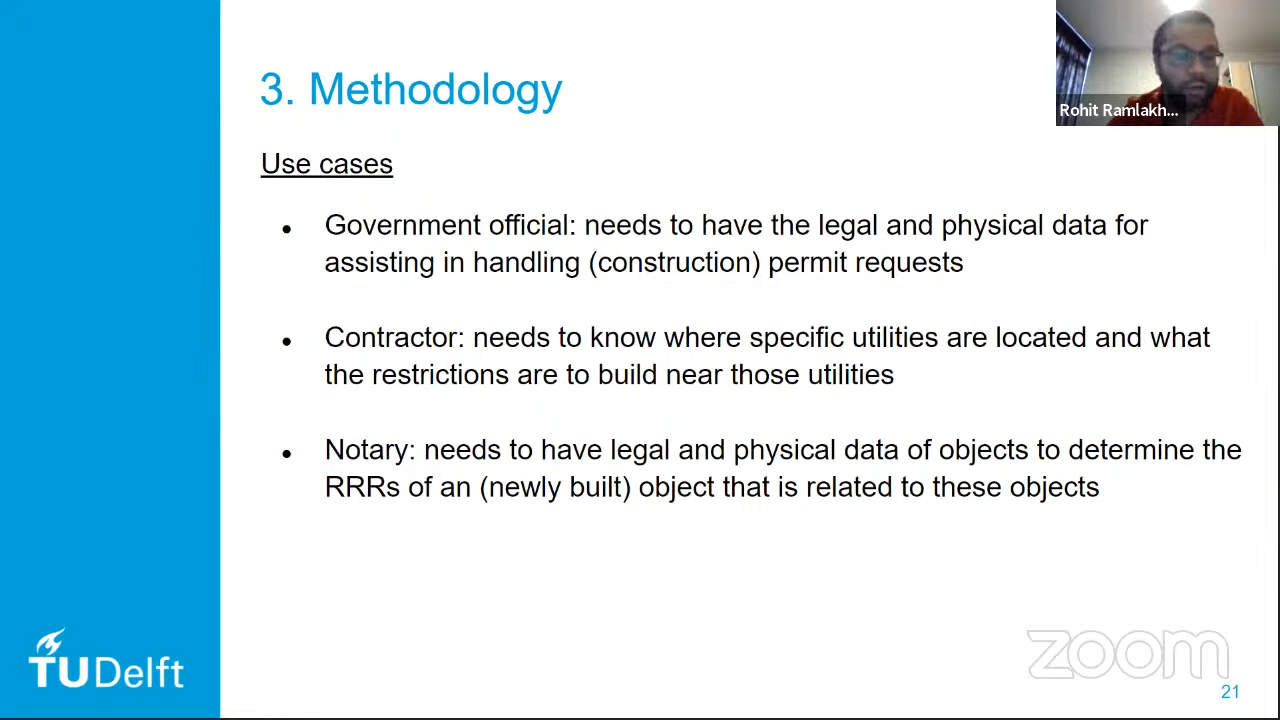 3. Methodology
Rohit Ramlakh...
Use cases
● Government official: needs to have the legal and physical data for
assisting in handling (construction) permit requests
● Contractor: needs to know where specific utilities are located and what
the restrictions are to build near those utilities
● Notary: needs to have legal and physical data of objects to determine the
RRRs of an (newly built) object that is related to these objects
TUDelft
zoom
21